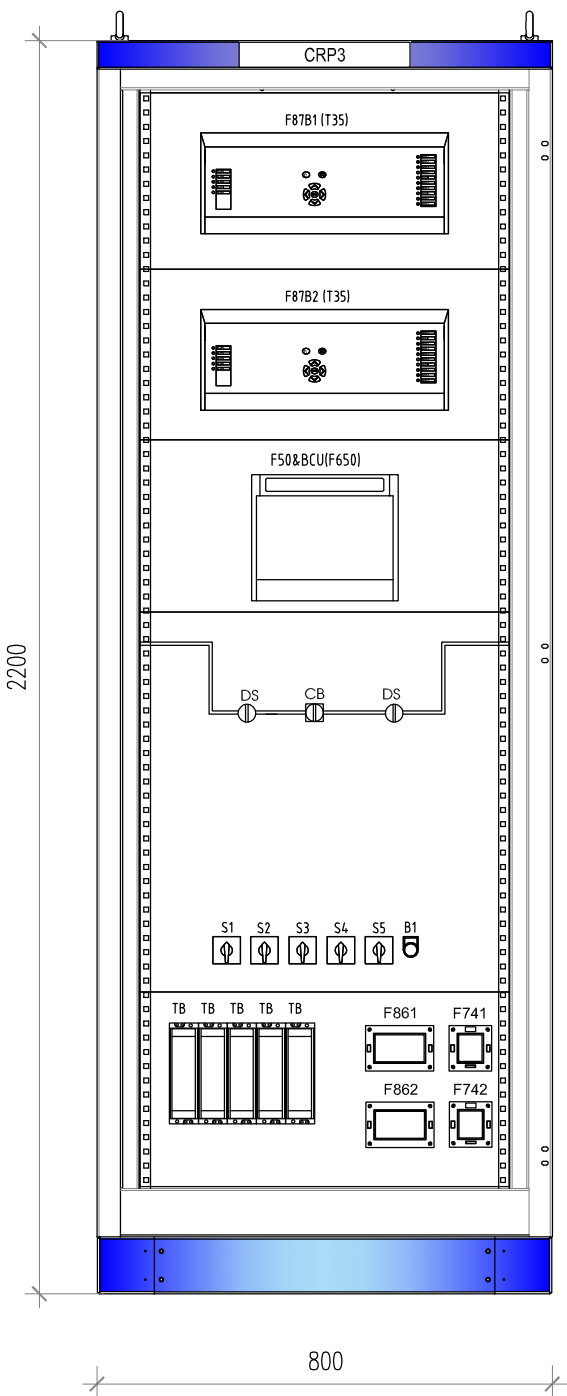 CRP3
F87B1 (T35)
F87B2 (T35)
F50&BCU(F650)
2200
DS CB DS
S1 S2 S3 S4 S5 B1
TB TB TB TB TB
F861 F741
F862 F742
800